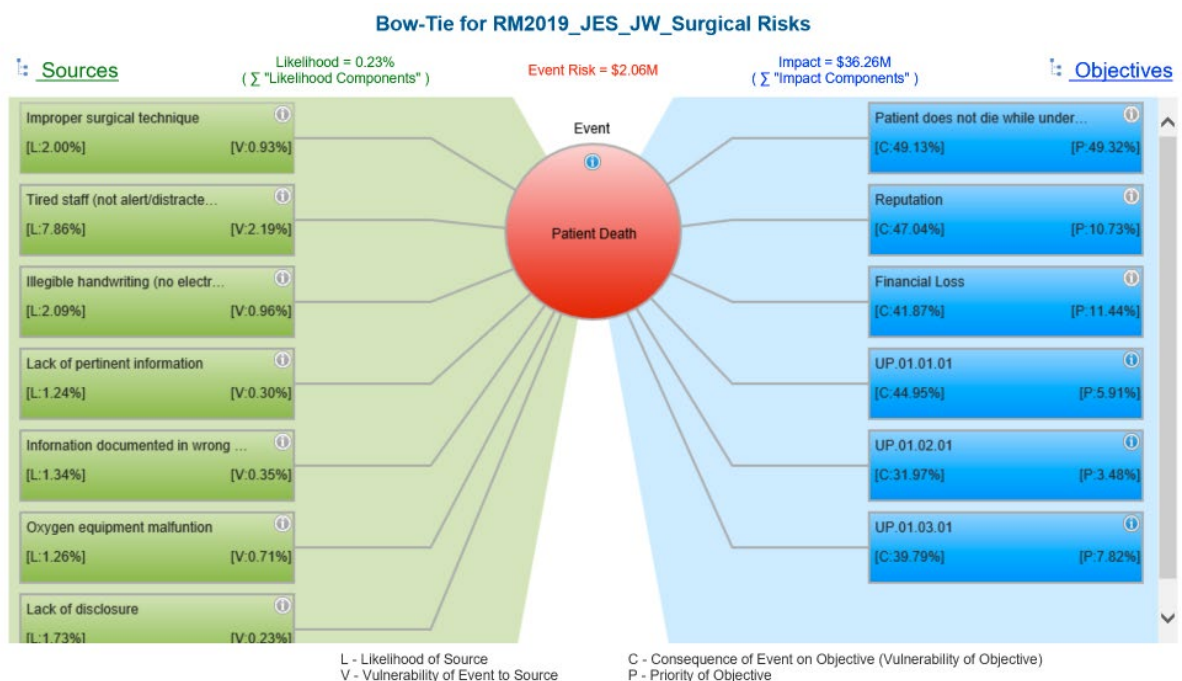 Bow-Tie for RM2019_JES_JW_Surgical Risks
Sources
Likelihood = 0.23%
( ∑ "Likelihood Components" )
Event Risk = $2.06M
Impact = $36.26M
( ∑ "Impact Components" )
Objectives
Improper surgical technique
[L:2.00%] [V:0.93%]
Tired staff (not alert/distracte...
[L:7.86%] [V:2.19%]
Illegible handwriting (no electr...
[L:2.09%] [V:0.96%]
Lack of pertinent information
[L:1.24%] [V:0.30%]
Infornation documented in wrong ...
[L:1.34%] [V:0.35%]
Oxygen equipment malfuntion
[L:1.26%] [V:0.71%]
Lack of disclosure
[L:1.73%] [V:0.23%]
Event
Patient Death
Patient does not die while under...
[C:49.13%] [P:49.32%]
Reputation
[C:47.04%] [P:10.73%]
Financial Loss
[C:41.87%] [P:11.44%]
UP.01.01.01
[C:44.95%] [P:5.91%]
UP.01.02.01
[C:31.97%] [P:3.48%]
UP.01.03.01
[C:39.79%] [P:7.82%]
L - Likelihood of Source
V - Vulnerability of Event to Source
C - Consequence of Event on Objective (Vulnerability of Objective)
P - Priority of Objective